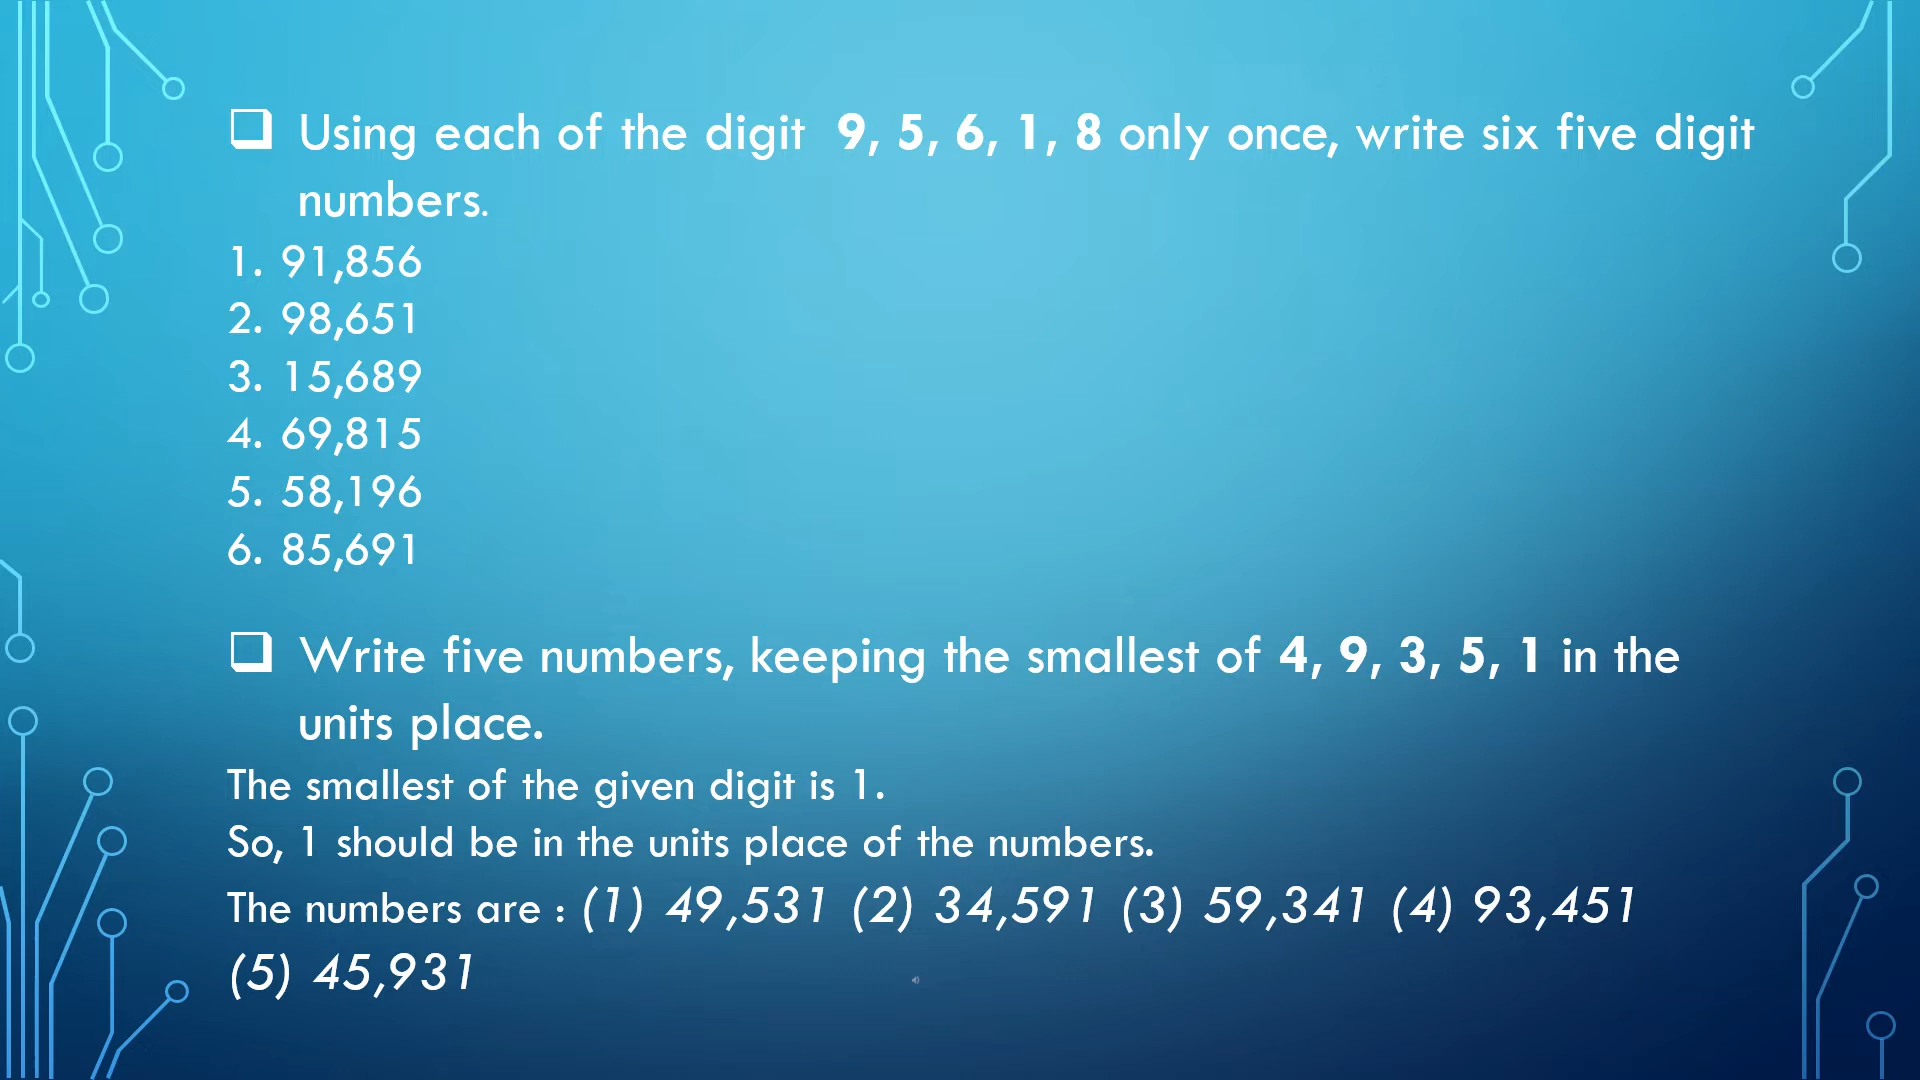 ❑ Using each of the digit 9, 5, 6, 1, 8 only once, write six five digit
numbers.
1. 91,856
2. 98,651
3. 15,689
4. 69,815
5. 58,196
6. 85,691
❑ Write five numbers, keeping the smallest of 4, 9, 3, 5, 1 in the
units place.
The smallest of the given digit is 1.
So, 1 should be in the units place of the numbers.
The numbers are : (1) 49,531 (2) 34,591 (3) 59,341 (4) 93,451
(5) 45,931